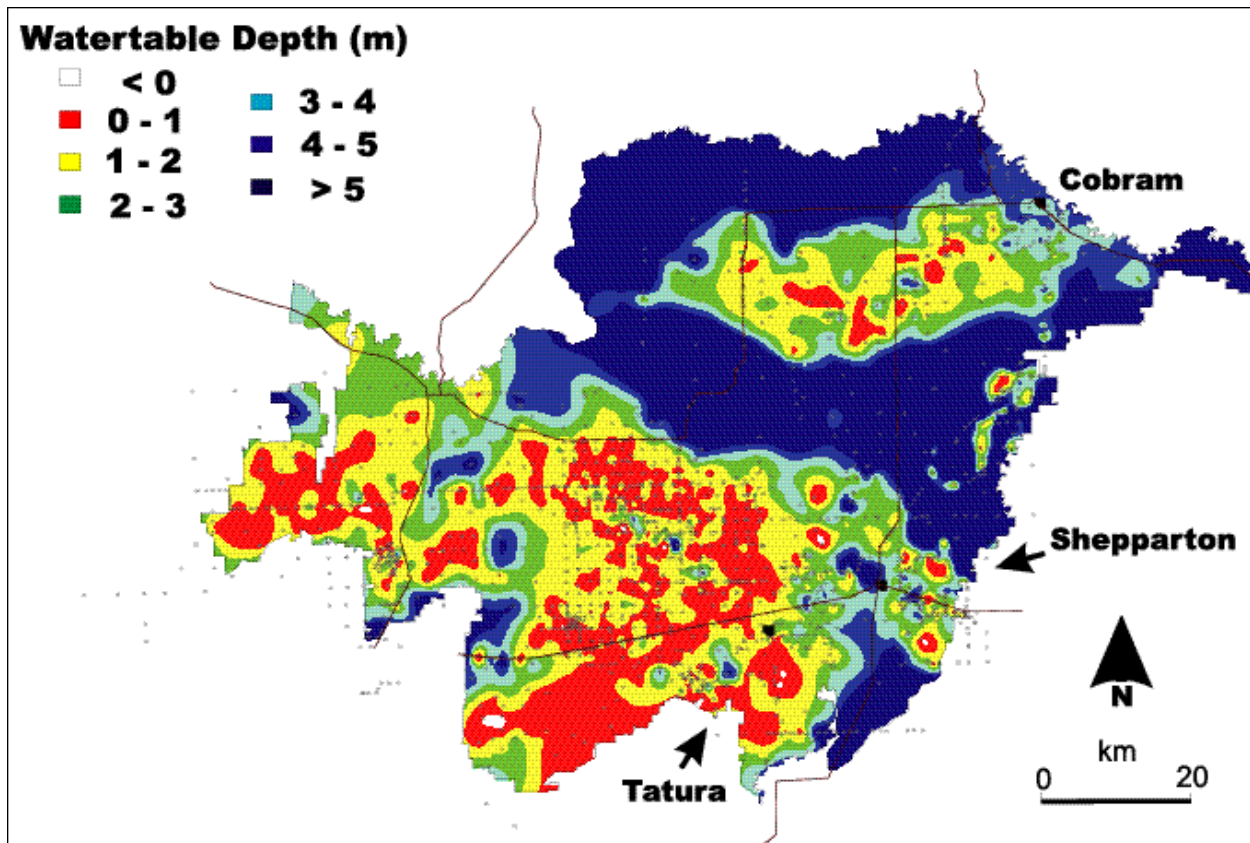 Watertable Depth (m)
< 0
0 - 1
1 - 2
2 - 3
3 - 4
4 - 5
> 5
Cobram
Shepparton
Tatura
N
km
0 20